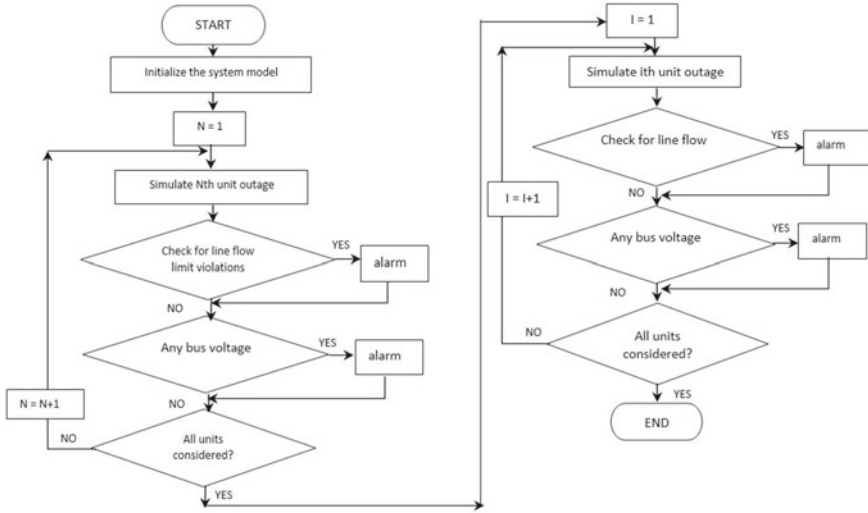 START
Initialize the system model
N = 1
Simulate Nth unit outage
Check for line flow
limit violations
YES
alarm
NO
Any bus voltage
YES
alarm
NO
N = N+1
All units
considered?
NO
YES
I = 1
Simulate ith unit outage
Check for line flow
YES
alarm
NO
I = I+1
Any bus voltage
YES
alarm
NO
All units
considered?
NO
YES
END